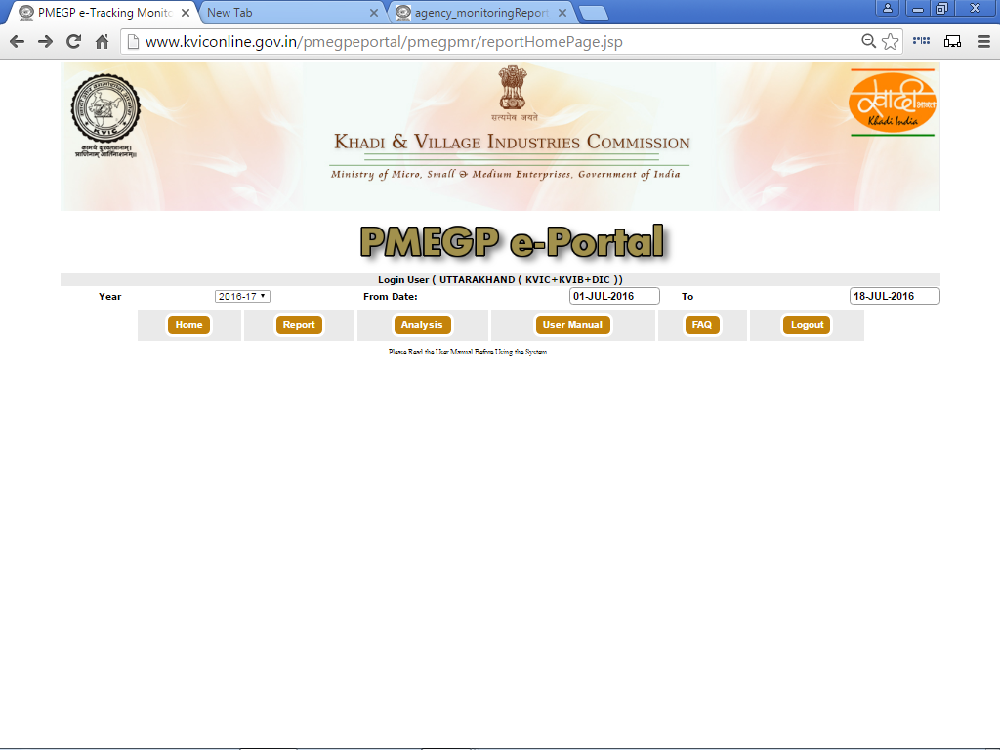 PMEGP e-Tracking Monito
New Tab
agency_monitoringReport
www.kviconline.gov.in/pmegpeportal/pmegpmr/reportHomePage.jsp
KVIC
सत्यमेव जयते
KHADI & VILLAGE INDUSTRIES COMMISSION
Ministry of Micro, Small & Medium Enterprises, Government of India
Khadi India
PMEGP e-Portal
Login User ( UTTARAKHAND ( KVIC+KVIB+DIC ))
Year 2016-17 From Date: 01-JUL-2016 To 18-JUL-2016
Home Report Analysis User Manual FAQ Logout
Please Read the User Manual Before Using the System